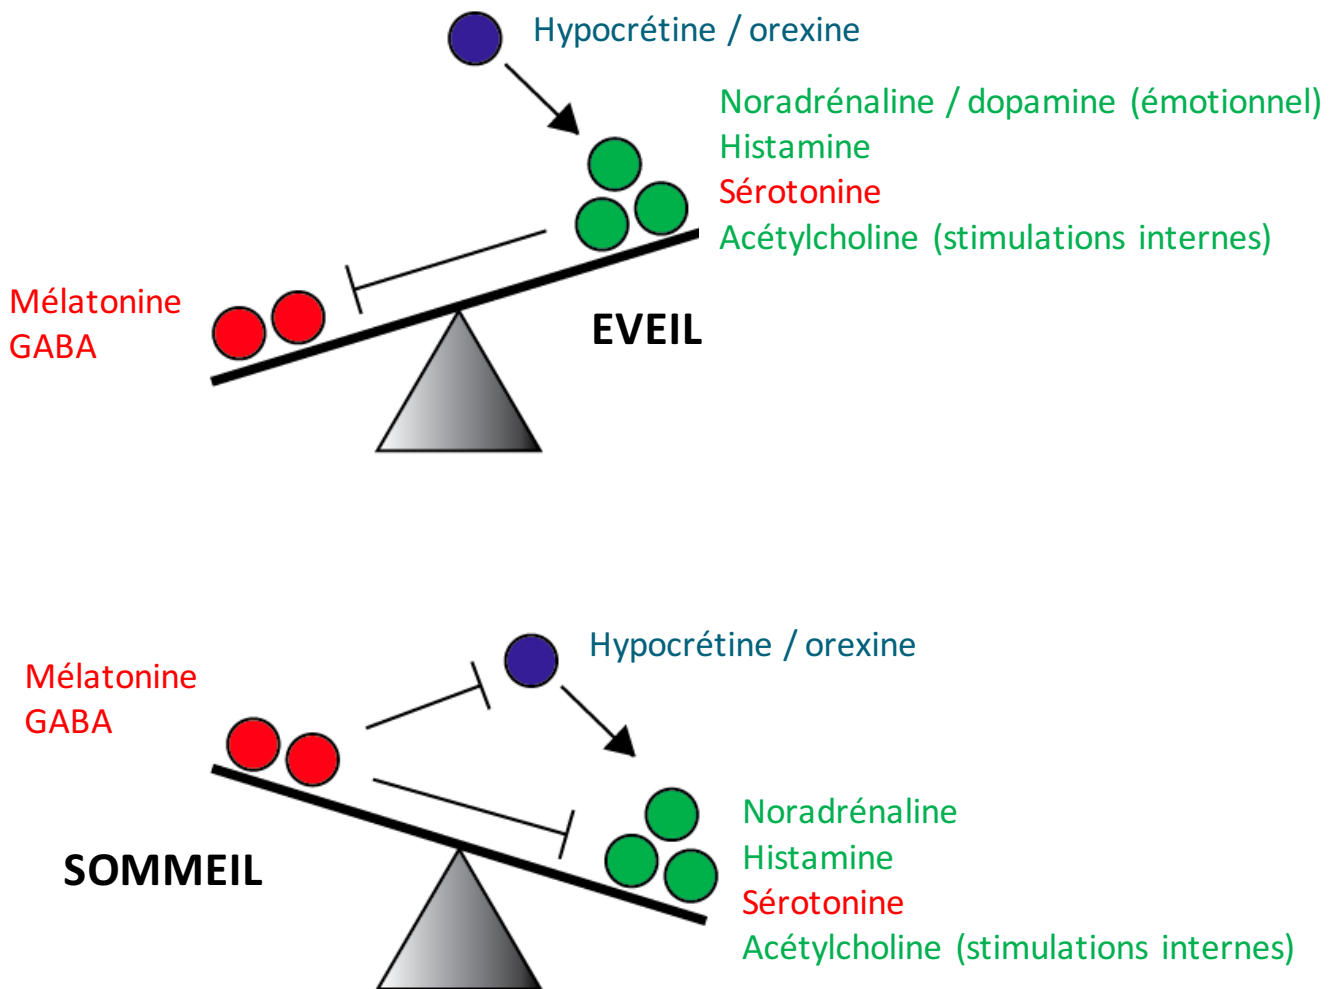 Hypocrétine / orexine
Noradrénaline / dopamine (émotionnel)
Histamine
Sérotonine
Acétylcholine (stimulations internes)
Mélatonine
GABA
EVEIL
Hypocrétine / orexine
Mélatonine
GABA
SOMMEIL
Noradrénaline
Histamine
Sérotonine
Acétylcholine (stimulations internes)